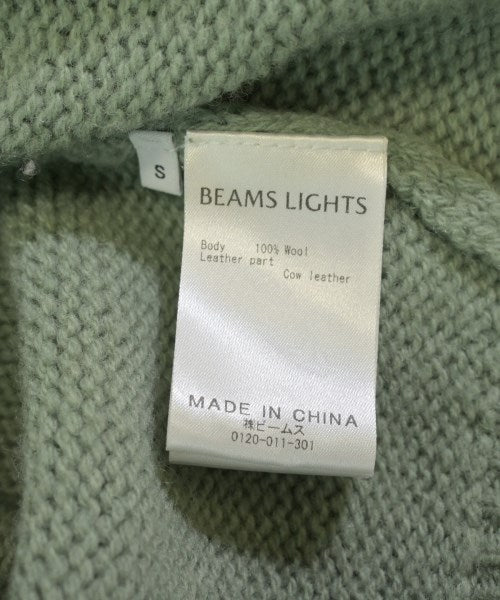 S
BEAMS LIGHTS
Body 100% Wool
Leather part
Cow leather
MADE IN CHINA
㈱ビームス
0120-011-301